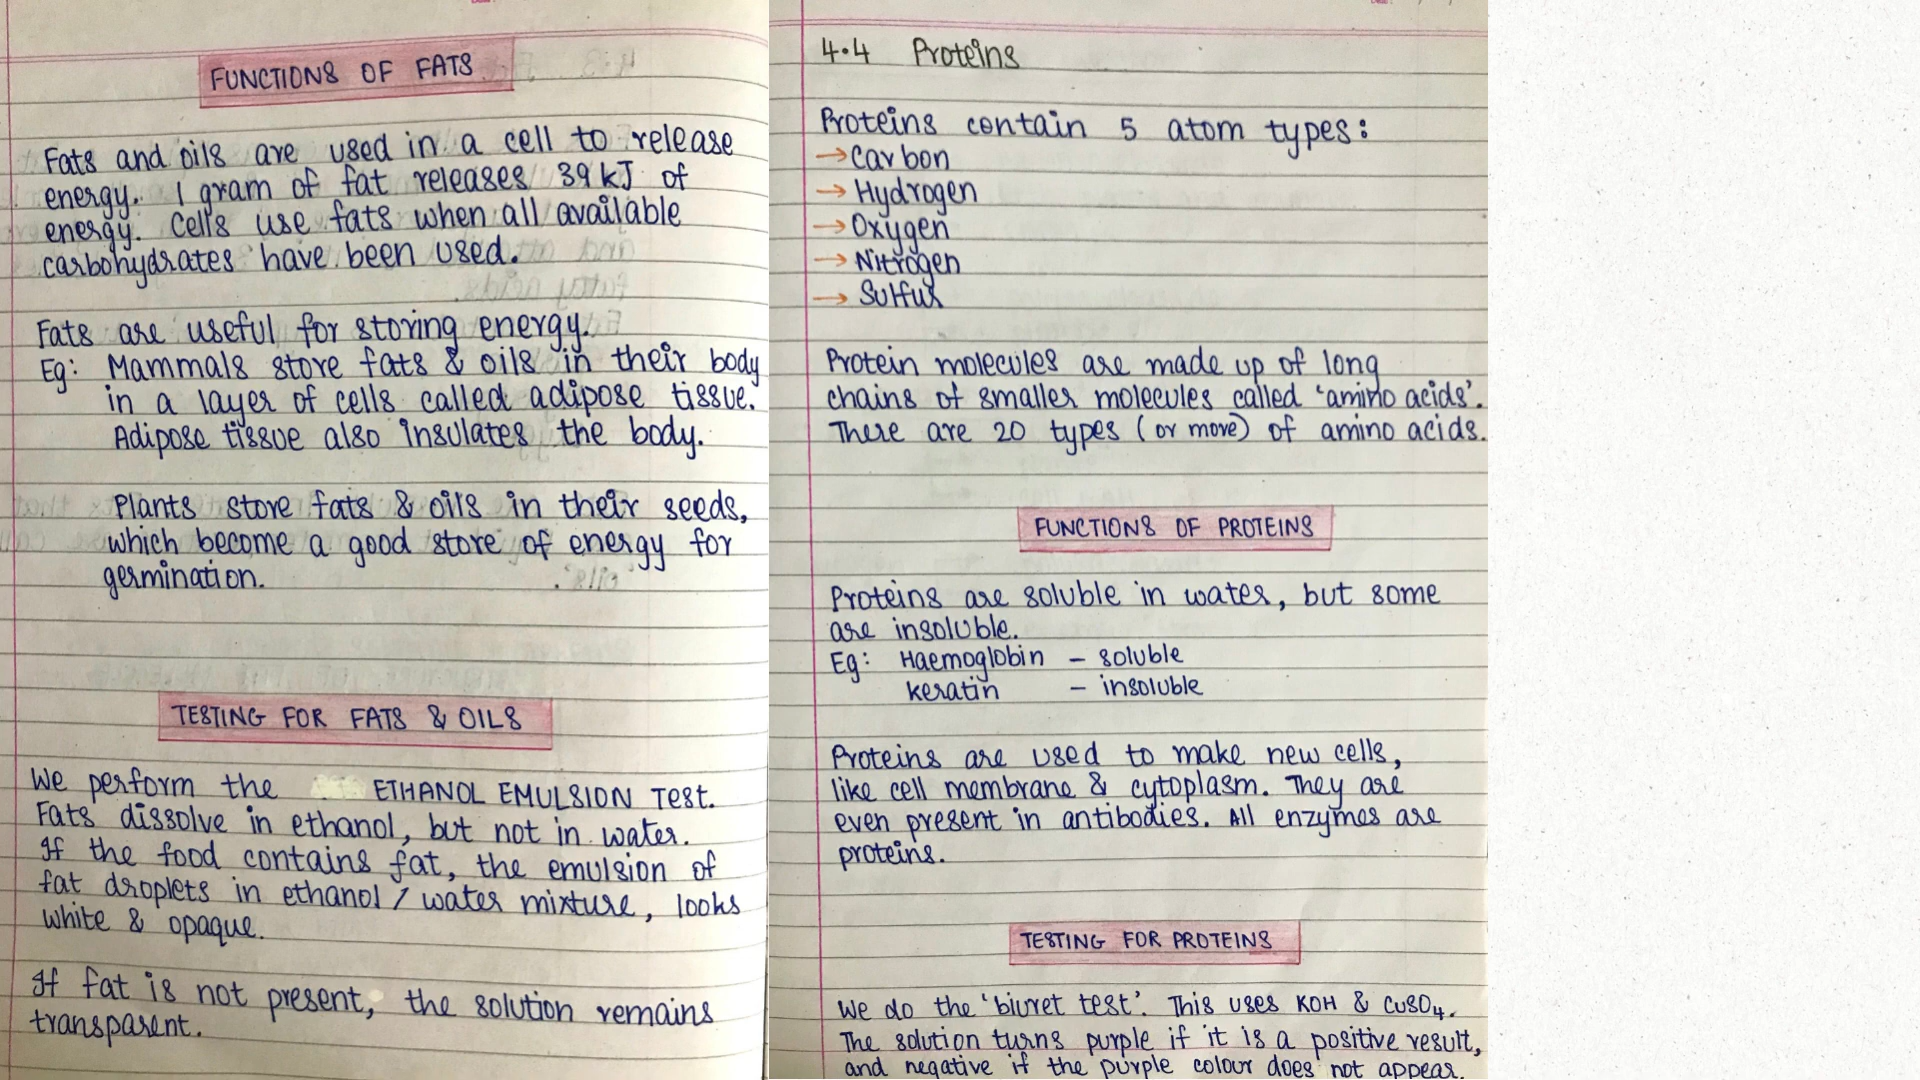 FUNCTIONS OF FATS
Fats and oils are used in a cell to release
energy. 1 gram of fat releases 39 kJ of
energy. Cells use fats when all available
carbohydrates have been used.
Fats are useful for storing energy.
Eg: Mammals store fats & oils in their body
in a layer of cells called adipose tissue.
Adipose tissue also insulates the body.
Plants store fats & oils in their seeds,
which become a good store of energy for
germination.
TESTING FOR FATS & OILS
We perform the ETHANOL EMULSION TEST.
Fats dissolve in ethanol, but not in water.
If the food contains fat, the emulsion of
fat droplets in ethanol / water mixture, looks
white & opaque.
If fat is not present, the solution remains
transparent.
4.4 Proteins
Proteins contain 5 atom types:
→ Carbon
→ Hydrogen
→ Oxygen
→ Nitrogen
→ Sulfur
Protein molecules are made up of long
chains of smaller molecules called 'amino acids'.
There are 20 types (or more) of amino acids.
FUNCTIONS OF PROTEINS
Proteins are soluble in water, but some
are insoluble.
Eg: Haemoglobin - soluble
keratin - insoluble
Proteins are used to make new cells,
like cell membrane & cytoplasm. They are
even present in antibodies. All enzymes are
proteins.
TESTING FOR PROTEINS
We do the 'biuret test'. This uses KOH & CuSO4.
The solution turns purple if it is a positive result,
and negative if the purple colour does not appear.